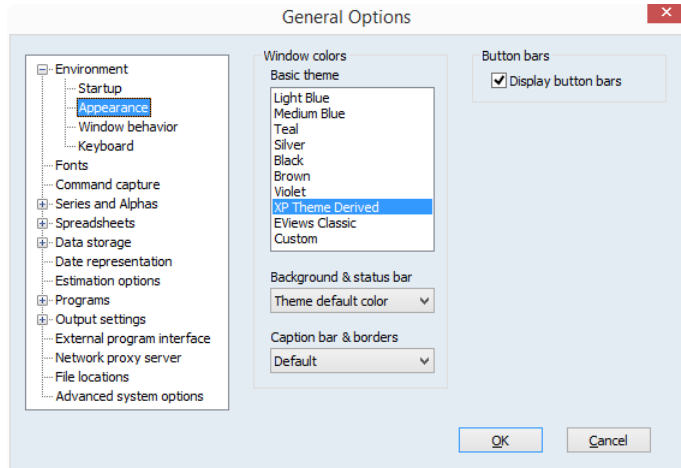 General Options
Environment
Startup
Appearance
Window behavior
Keyboard
Fonts
Command capture
Series and Alphas
Spreadsheets
Data storage
Date representation
Estimation options
Programs
Output settings
External program interface
Network proxy server
File locations
Advanced system options
Window colors
Basic theme
Light Blue
Medium Blue
Teal
Silver
Black
Brown
Violet
XP Theme Derived
EViews Classic
Custom
Background & status bar
Theme default color
Caption bar & borders
Default
Button bars
Display button bars
OK
Cancel